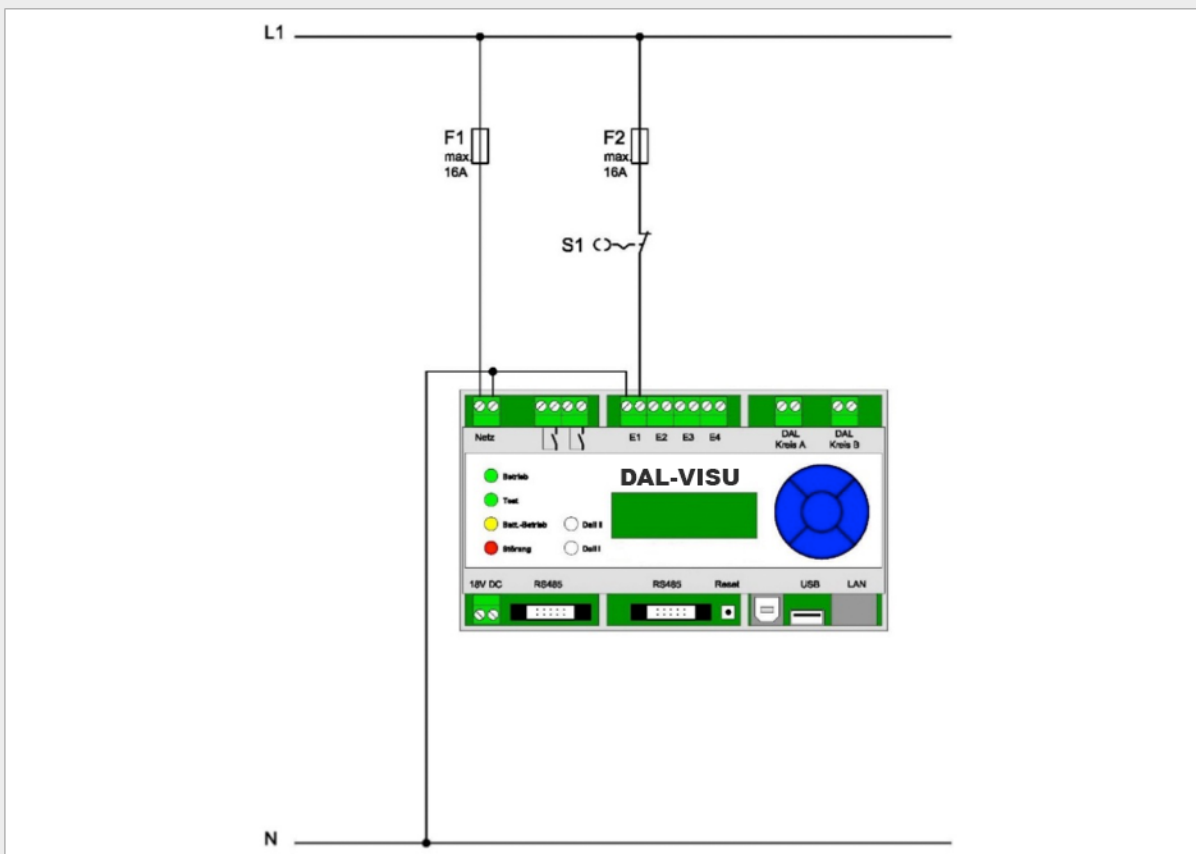 L1
F1
max.
16A
F2
max.
16A
S1
Netz
E1 E2 E3 E4
DAL
Kreis A
DAL
Kreis B
DAL-VISU
Betrieb
Test
Batt.-Betrieb
Dali II
Störung
Dali I
18V DC
RS485
RS485
Reset
USB
LAN
N